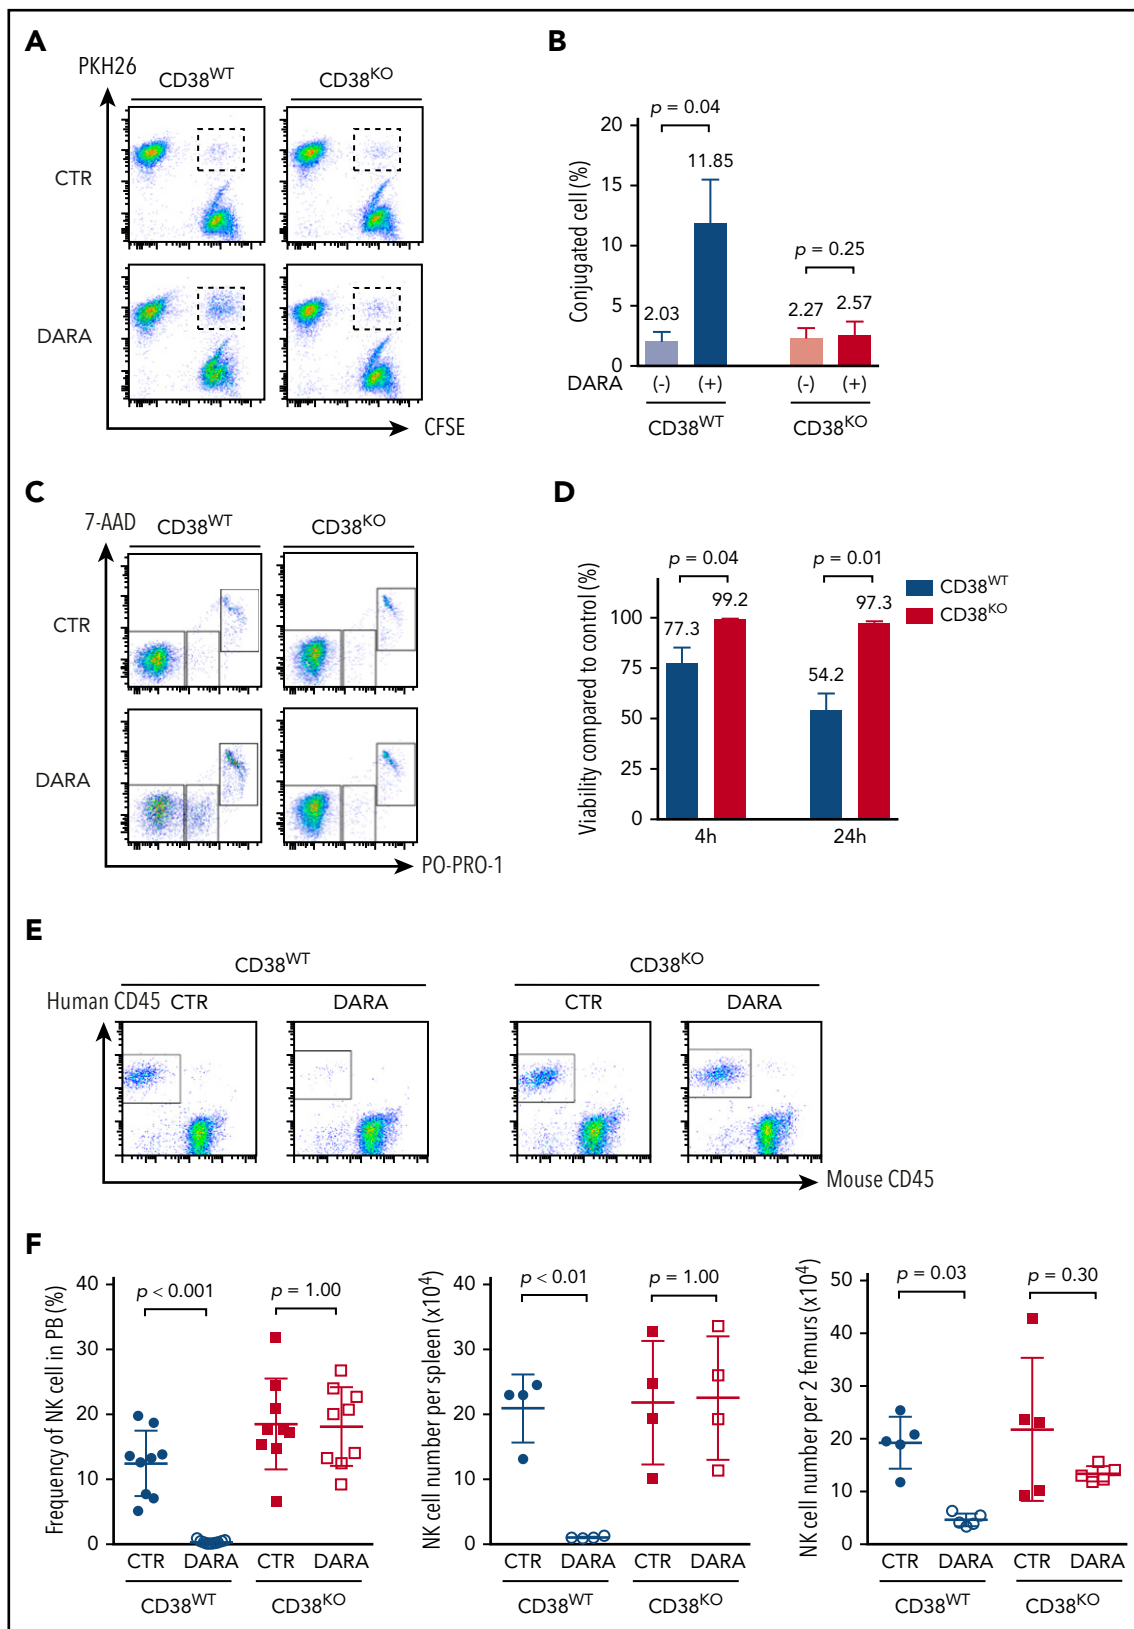 A
PKH26
CD38WT
CD38KO
CTR
DARA
CFSE
B
Conjugated cell (%)
20
15
10
5
0
p = 0.04
11.85
2.03
p = 0.25
2.27
2.57
DARA
(-)
(+)
(-)
(+)
CD38WT
CD38KO
C
7-AAD
CD38WT
CD38KO
CTR
DARA
PO-PRO-1
D
Viability compared to control (%)
100
75
50
25
0
p = 0.04
77.3
99.2
p = 0.01
54.2
97.3
4h
24h
CD38WT
CD38KO
E
CD38WT
CD38KO
Human CD45
CTR
DARA
CTR
DARA
Mouse CD45
F
Frequency of NK cell in PB (%)
40
30
20
10
0
p < 0.001
p = 1.00
CTR
DARA
CTR
DARA
CD38WT
CD38KO
NK cell number per spleen (x10⁴)
40
30
20
10
0
p < 0.01
p = 1.00
CTR
DARA
CTR
DARA
CD38WT
CD38KO
NK cell number per 2 femurs (x10⁴)
50
40
30
20
10
0
p = 0.03
p = 0.30
CTR
DARA
CTR
DARA
CD38WT
CD38KO